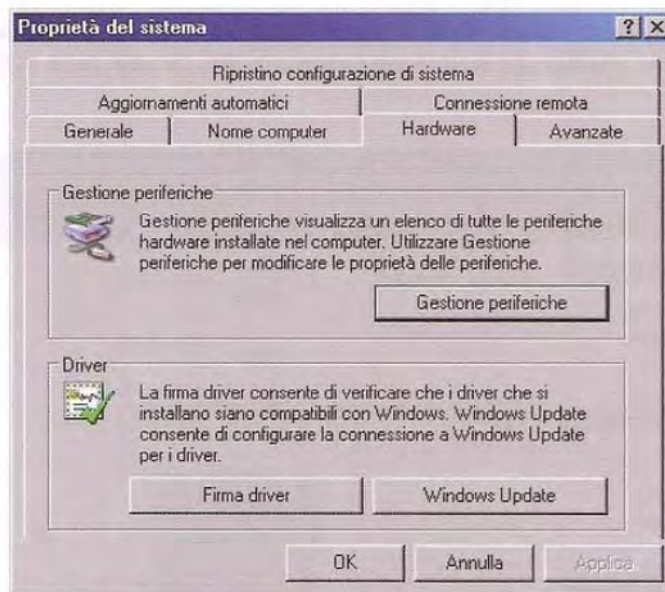 Proprietà del sistema
Ripristino configurazione di sistema
Aggiornamenti automatici
Connessione remota
Generale
Nome computer
Hardware
Avanzate
Gestione periferiche
Gestione periferiche visualizza un elenco di tutte le periferiche
hardware installate nel computer. Utilizzare Gestione
periferiche per modificare le proprietà delle periferiche.
Gestione periferiche
Driver
La firma driver consente di verificare che i driver che si
installano siano compatibili con Windows. Windows Update
consente di configurare la connessione a Windows Update
per i driver.
Firma driver
Windows Update
OK
Annulla
Applica